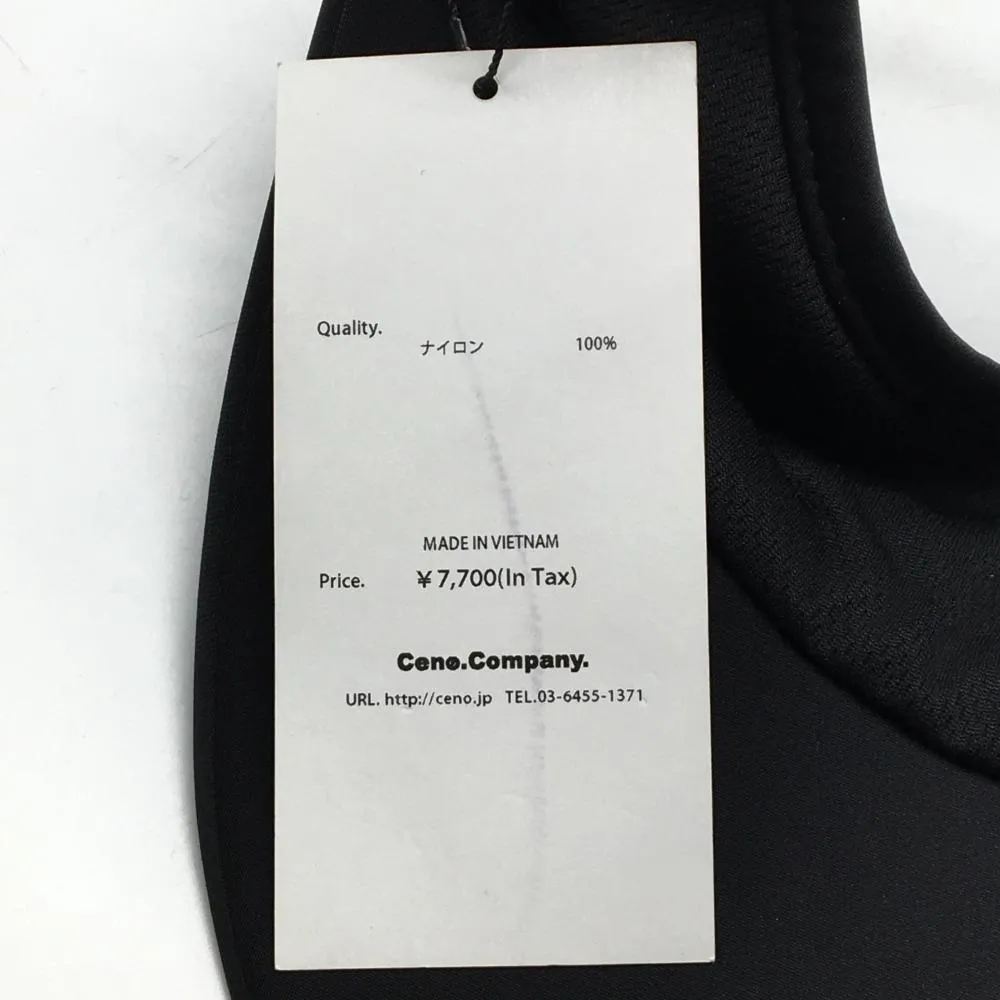 Quality.
ナイロン 100%
MADE IN VIETNAM
Price. ¥7,700(In Tax)
Ceno.Company.
URL. http://ceno.jp TEL.03-6455-1371